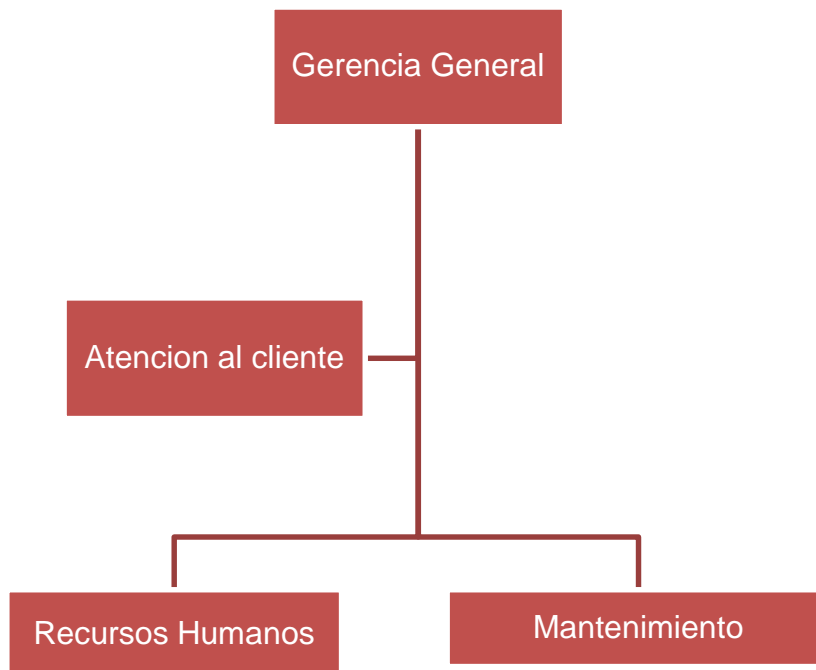 Gerencia General
Atencion al cliente
Recursos Humanos
Mantenimiento